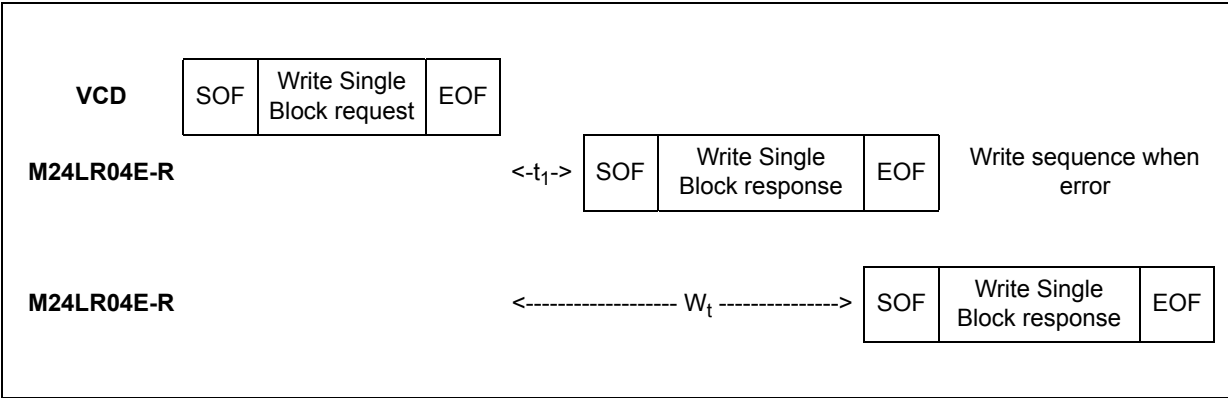 VCD SOF Write Single Block request EOF
M24LR04E-R <-t1-> SOF Write Single Block response EOF Write sequence when error
M24LR04E-R <------------------- Wt ---------------> SOF Write Single Block response EOF